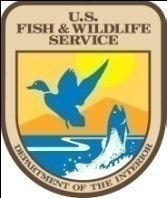 U.S.
FISH & WILDLIFE
SERVICE
DEPARTMENT OF THE INTERIOR